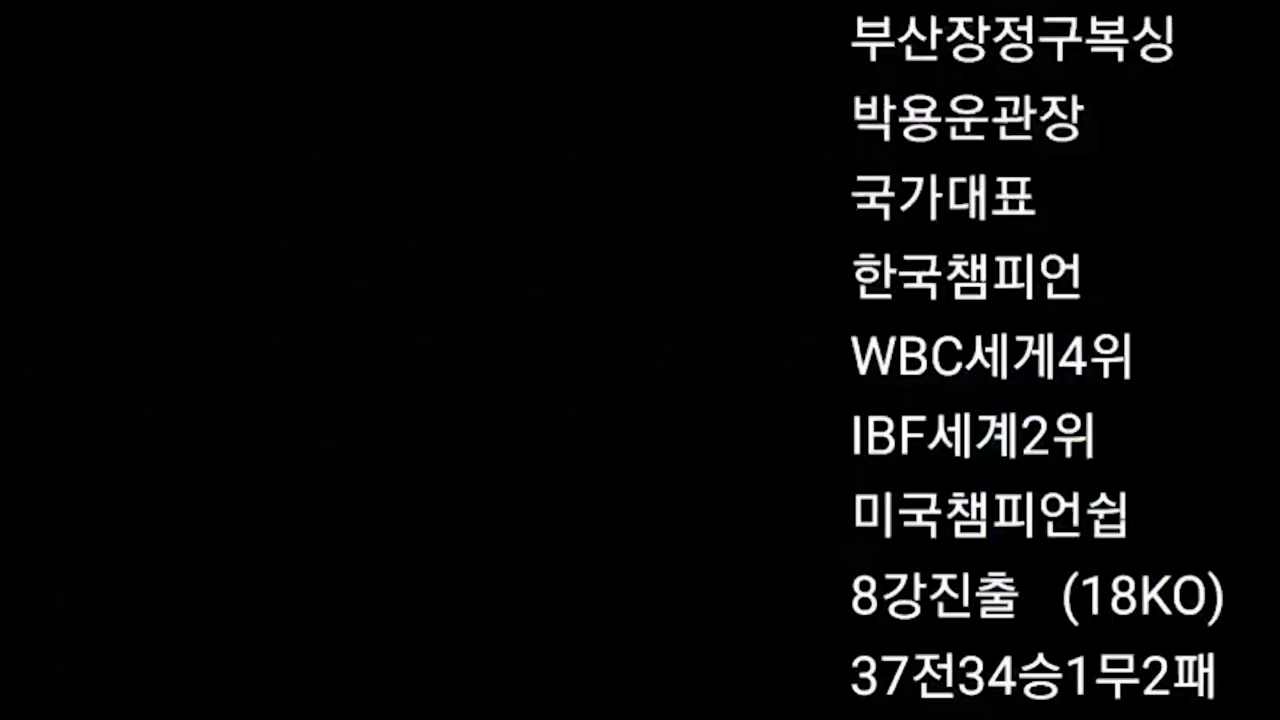 부산장정구복싱
박용운관장
국가대표
한국챔피언
WBC세게4위
IBF세계2위
미국챔피언쉽
8강진출 (18KO)
37전34승1무2패